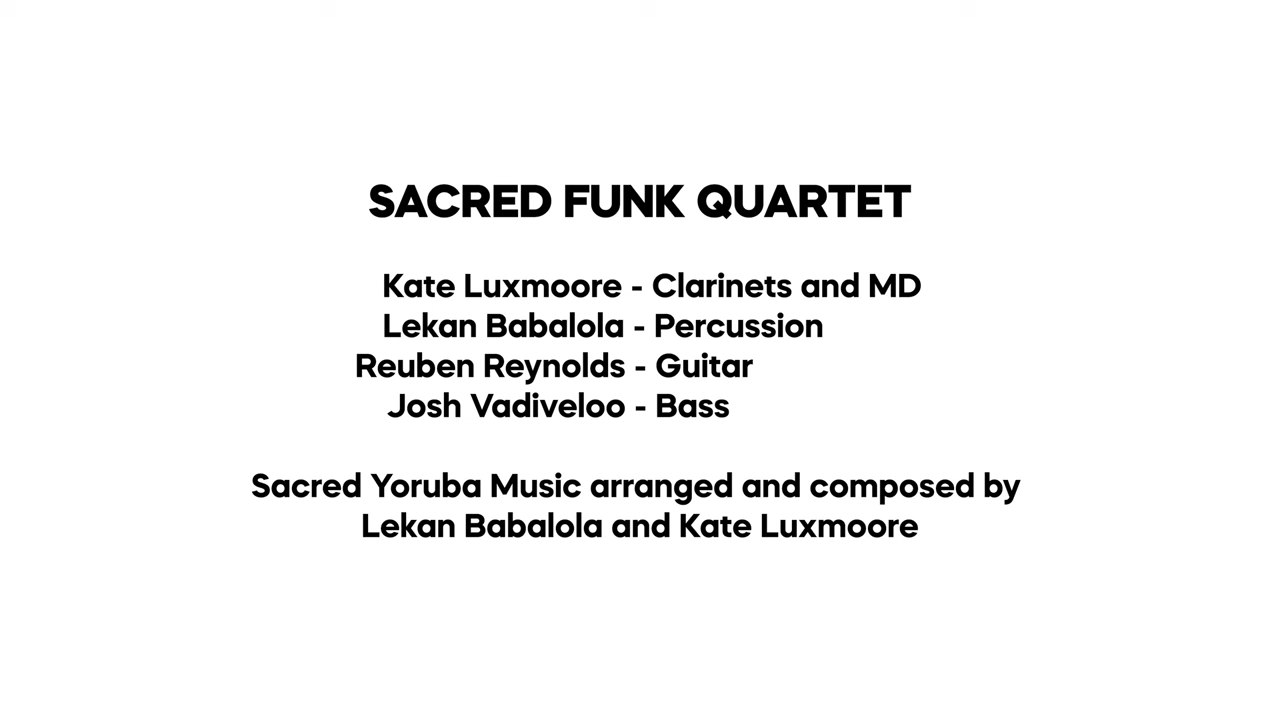 SACRED FUNK QUARTET
Kate Luxmoore - Clarinets and MD
Lekan Babalola - Percussion
Reuben Reynolds - Guitar
Josh Vadiveloo - Bass
Sacred Yoruba Music arranged and composed by
Lekan Babalola and Kate Luxmoore